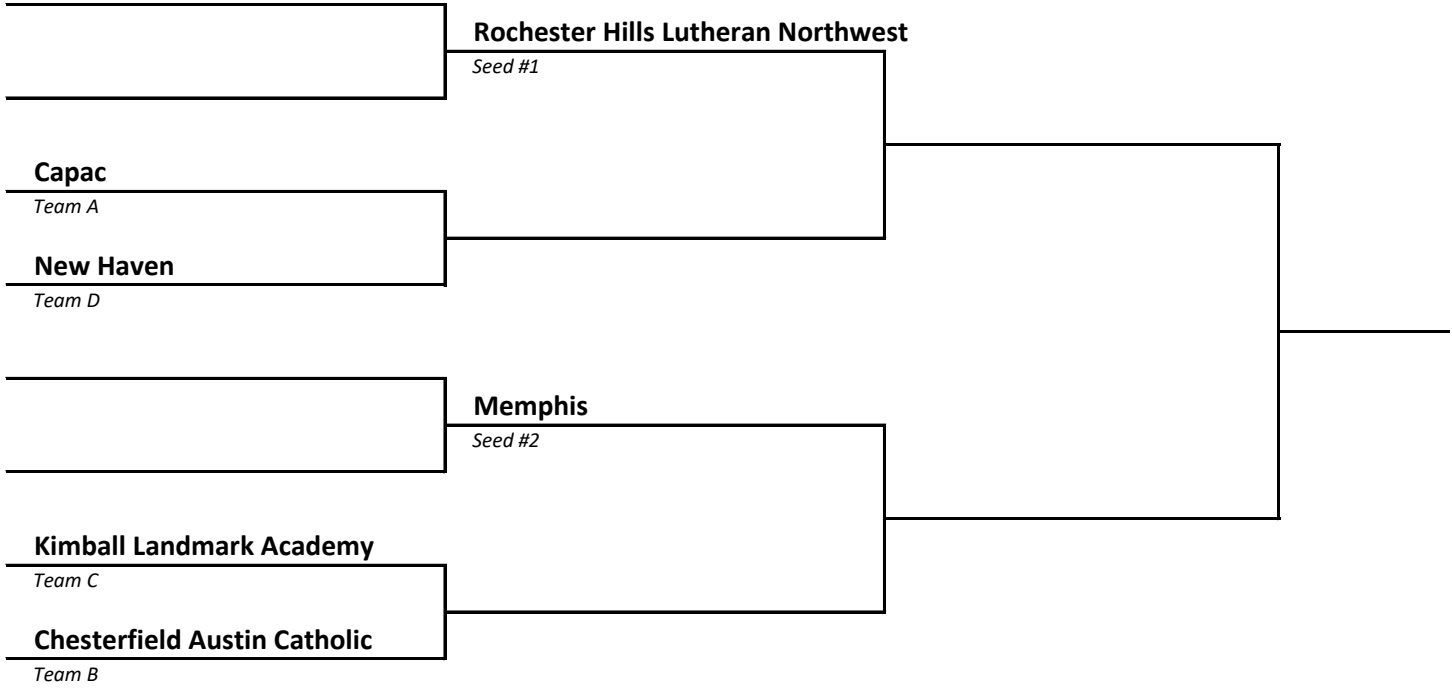 Rochester Hills Lutheran Northwest
Seed #1
Capac
Team A
New Haven
Team D
Memphis
Seed #2
Kimball Landmark Academy
Team C
Chesterfield Austin Catholic
Team B